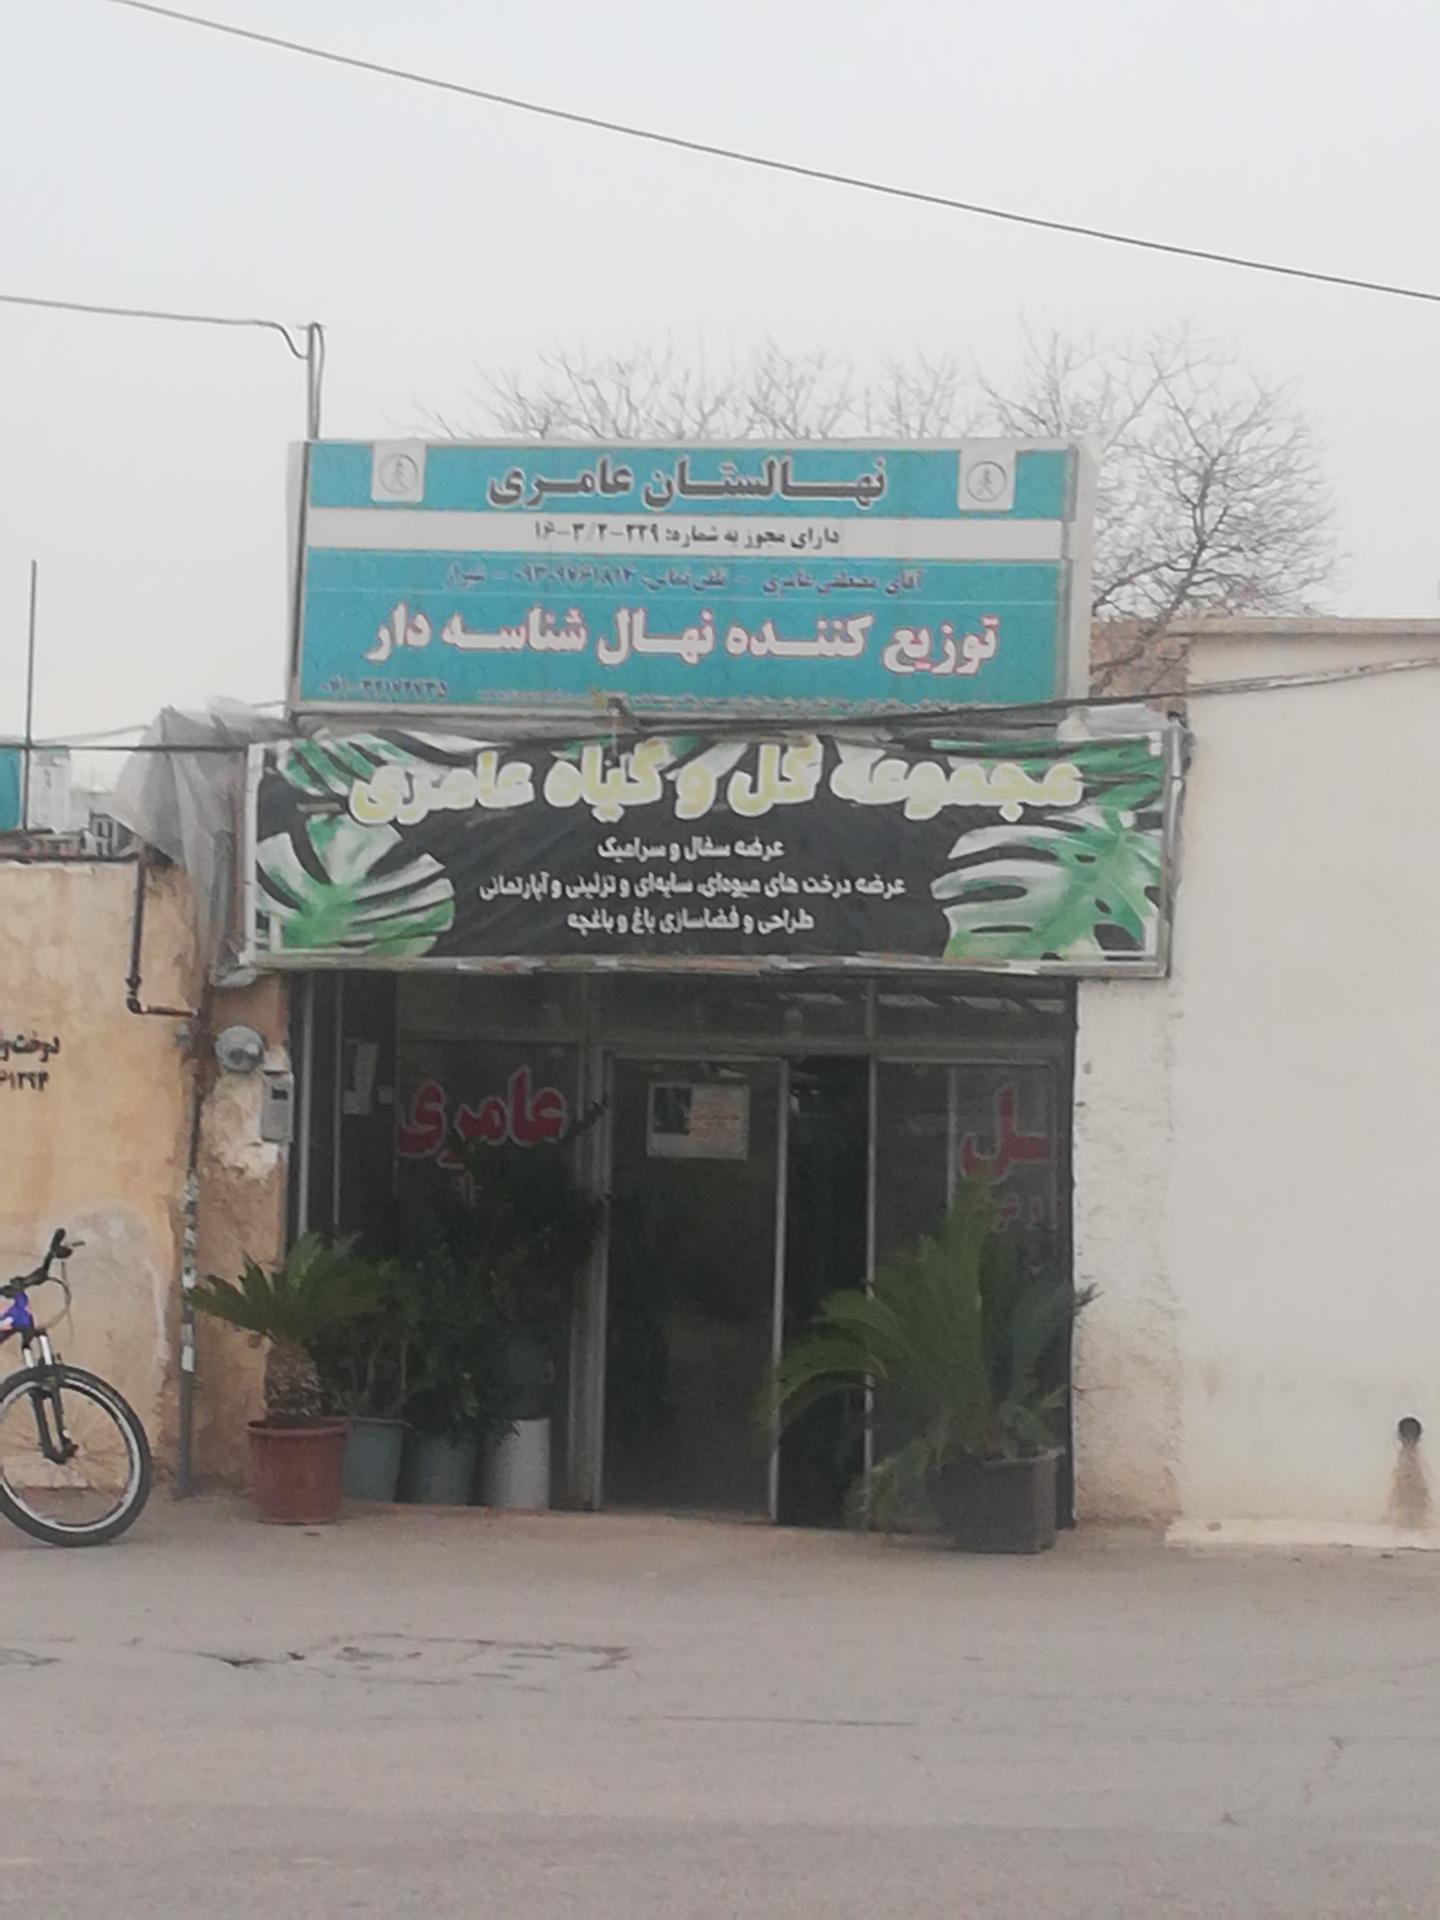 نهالستان عامری
دارای مجوز به شماره: ۲۲۹-۳/۲-۱۶
آقای مصطفی عامری - تلفن تماس: ۰۹۳۰۹۷۶۱۸۱۴ - شیراز
توزیع کننده نهال شناسه دار
مجموعه گل و گیاه عامری
عرضه سفال و سرامیک
عرضه درخت های میوه‌ای، سایه‌ای و تزئینی و آپارتمانی
طراحی و فضاسازی باغ و باغچه
عامری